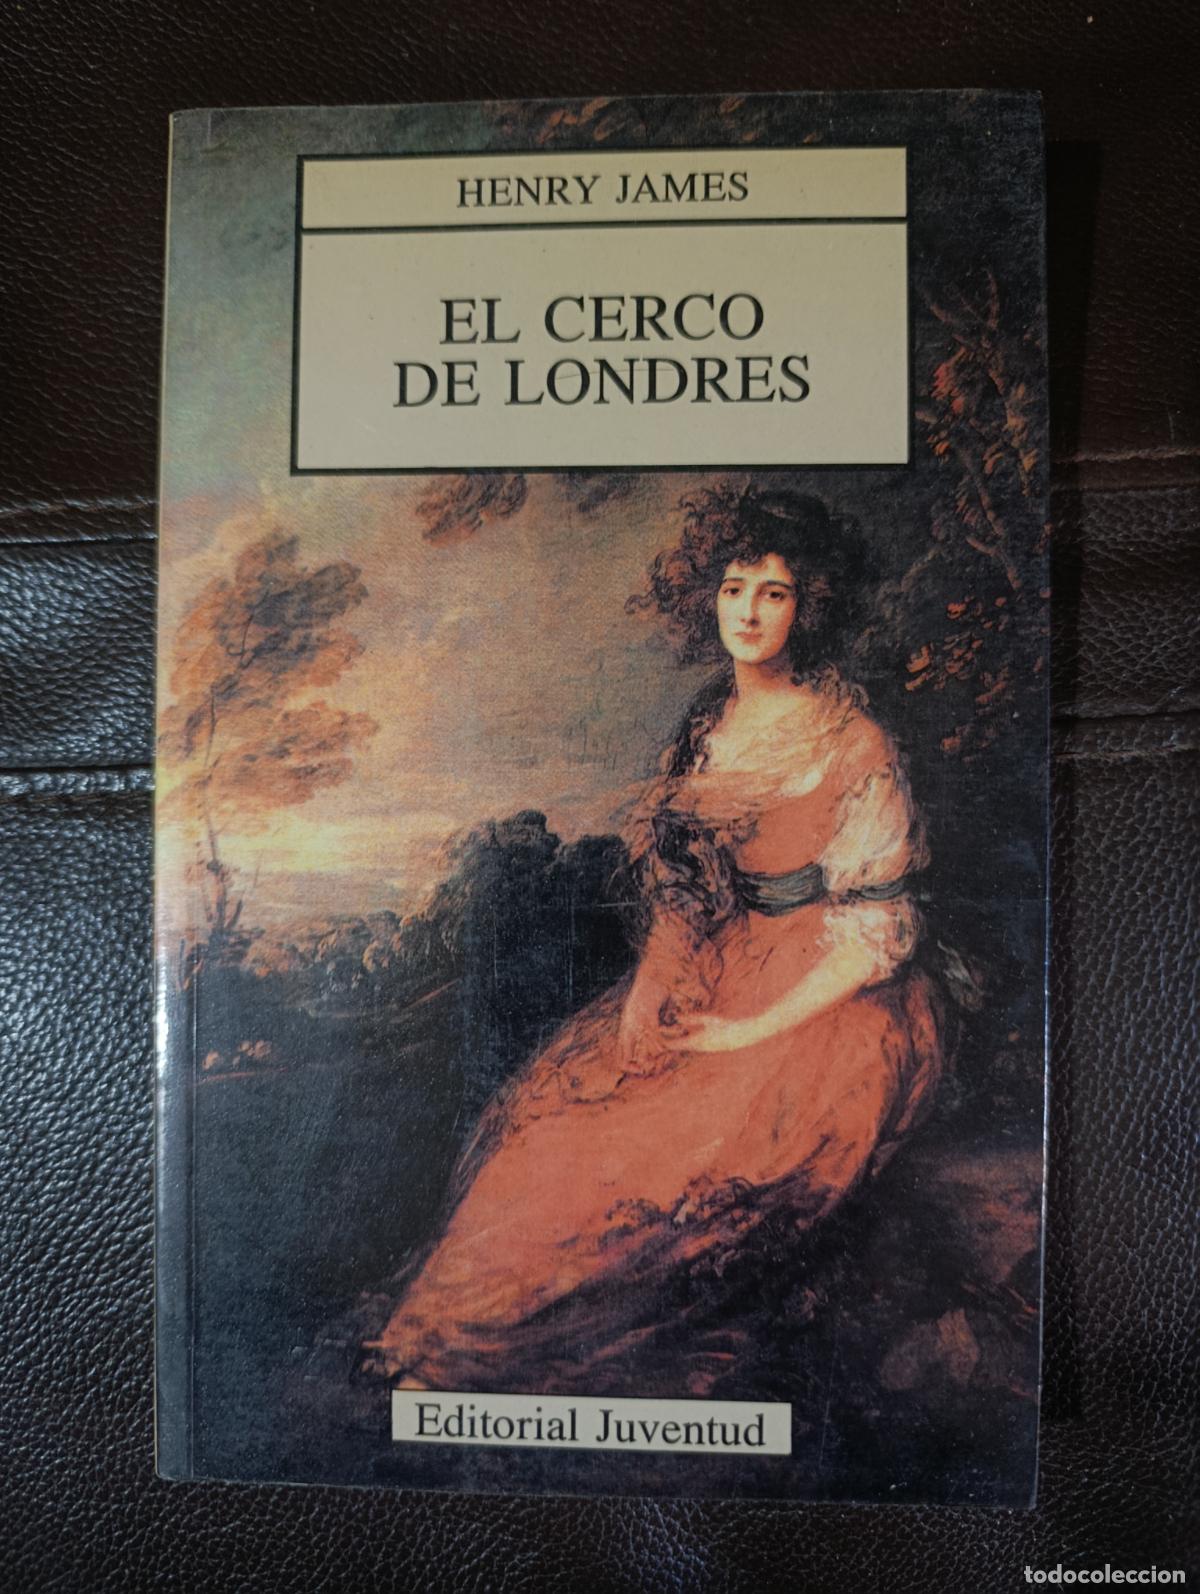 HENRY JAMES
EL CERCO
DE LONDRES
Editorial Juventud
todocoleccion